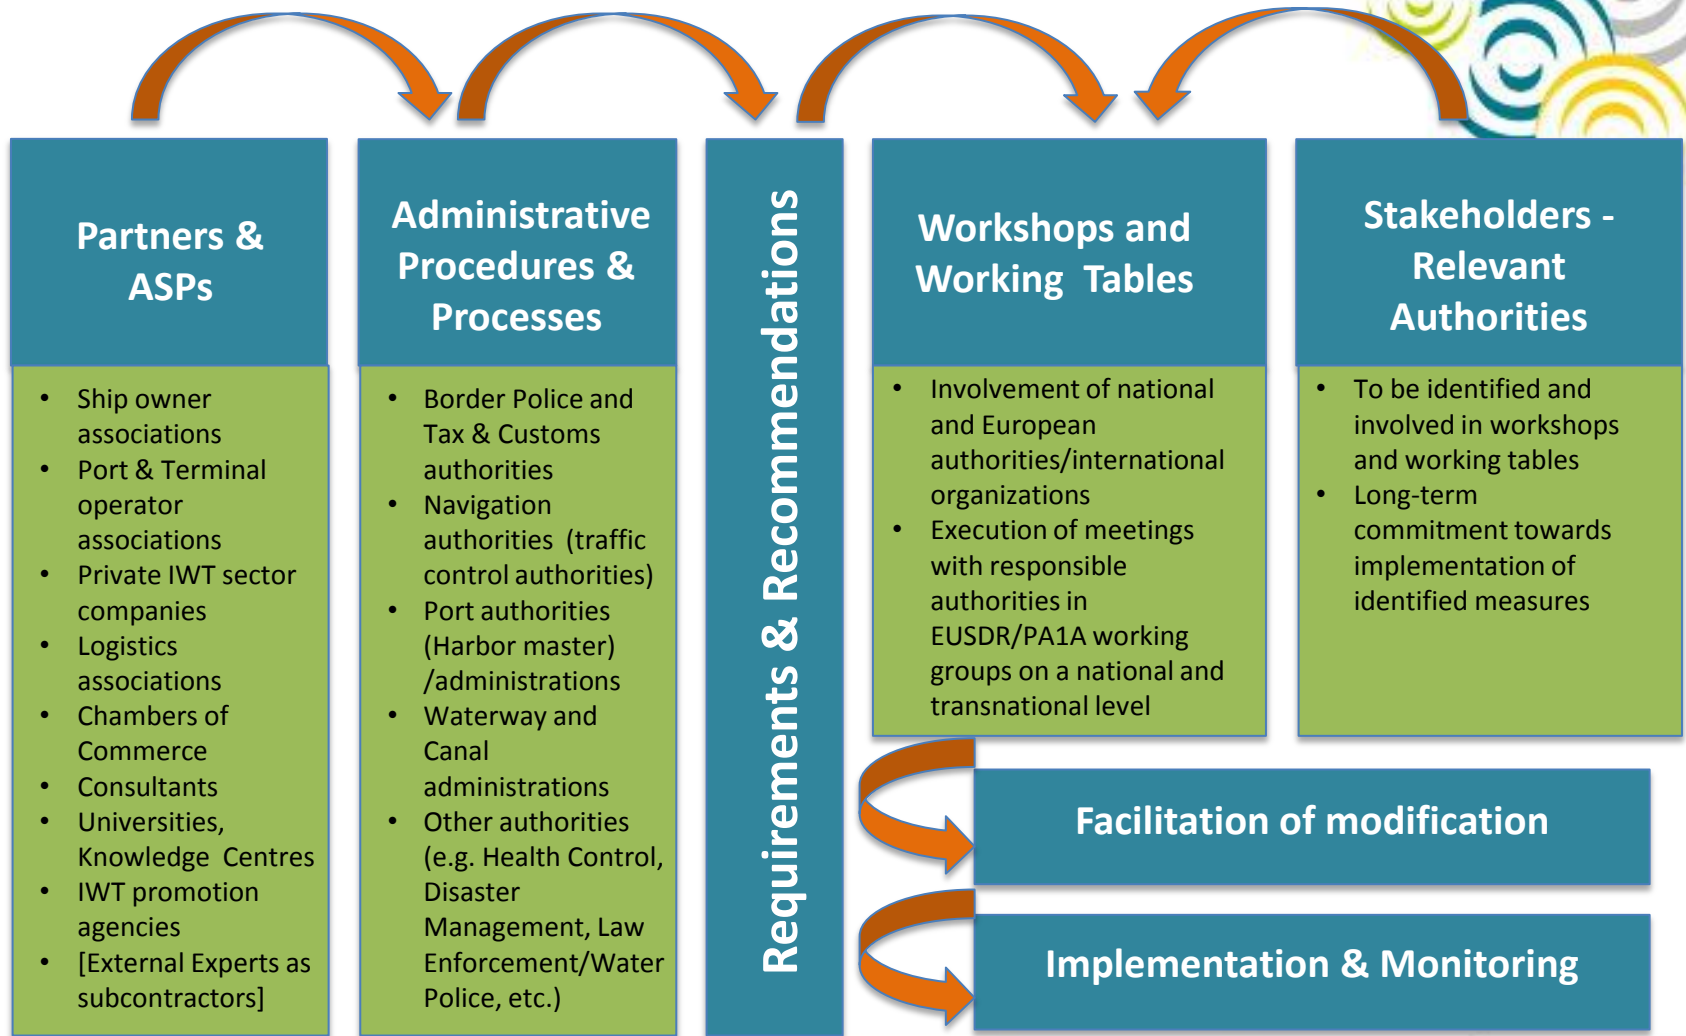 Partners &
ASPs
• Ship owner
associations
• Port & Terminal
operator
associations
• Private IWT sector
companies
• Logistics
associations
• Chambers of
Commerce
• Consultants
• Universities,
Knowledge Centres
• IWT promotion
agencies
• [External Experts as
subcontractors]
Administrative
Procedures &
Processes
• Border Police and
Tax & Customs
authorities
• Navigation
authorities (traffic
control authorities)
• Port authorities
(Harbor master)
/administrations
• Waterway and
Canal
administrations
• Other authorities
(e.g. Health Control,
Disaster
Management, Law
Enforcement/Water
Police, etc.)
Requirements & Recommendations
Workshops and
Working Tables
• Involvement of national
and European
authorities/international
organizations
• Execution of meetings
with responsible
authorities in
EUSDR/PA1A working
groups on a national and
transnational level
Stakeholders -
Relevant
Authorities
• To be identified and
involved in workshops
and working tables
• Long-term
commitment towards
implementation of
identified measures
Facilitation of modification
Implementation & Monitoring